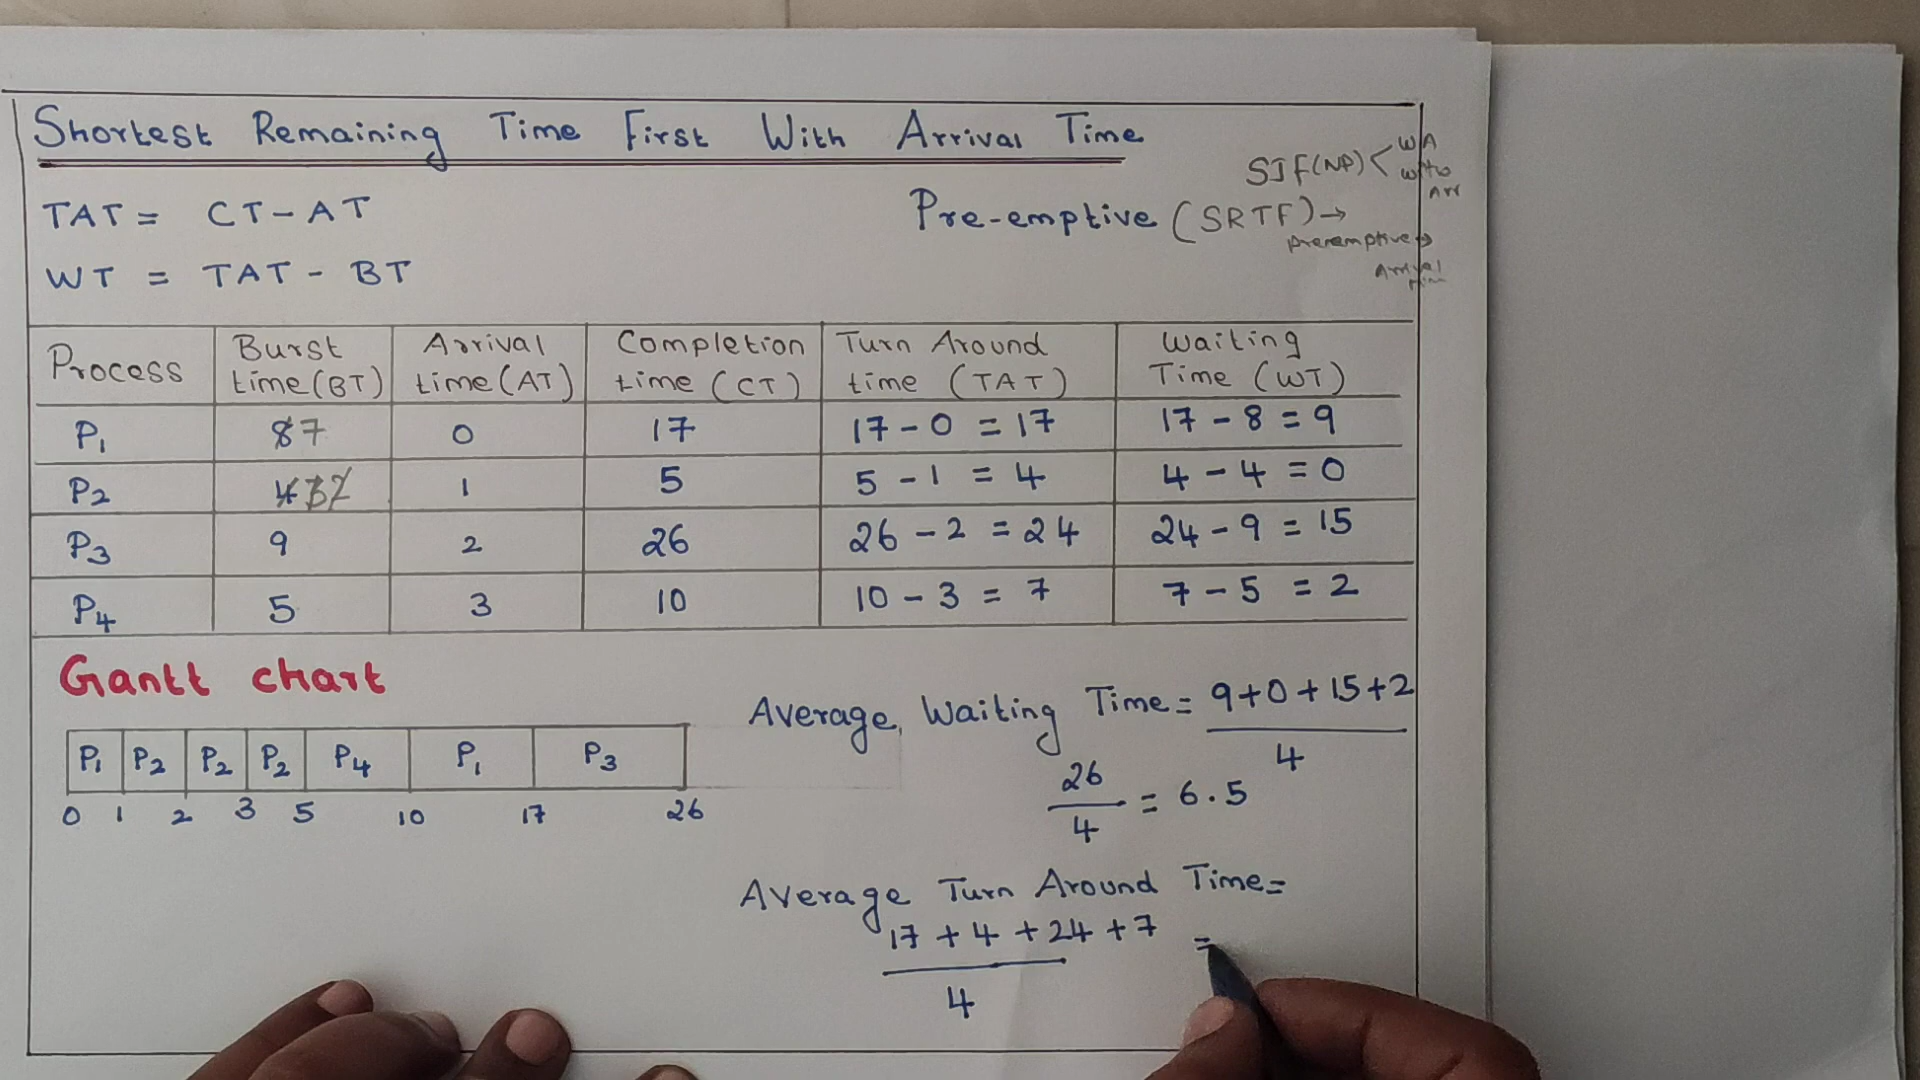 Shortest Remaining Time First With Arrival Time
SJF(NP) < WA
Arr
TAT = CT - AT
Pre-emptive (SRTF) →
preremptive →
Arrival
WT = TAT - BT
Process Burst time (BT) Arrival time (AT) Completion time (CT) Turn Around time (TAT) Waiting Time (WT)
P1 87 0 17 17 - 0 = 17 17 - 8 = 9
P2 432 1 5 5 - 1 = 4 4 - 4 = 0
P3 9 2 26 26 - 2 = 24 24 - 9 = 15
P4 5 3 10 10 - 3 = 7 7 - 5 = 2
Gantt chart
P1 P2 P2 P2 P4 P1 P3
0 1 2 3 5 10 17 26
Average Waiting Time = 9+0+15+2
4
26
4 = 6.5
Average Turn Around Time =
17 + 4 + 24 + 7 =
4